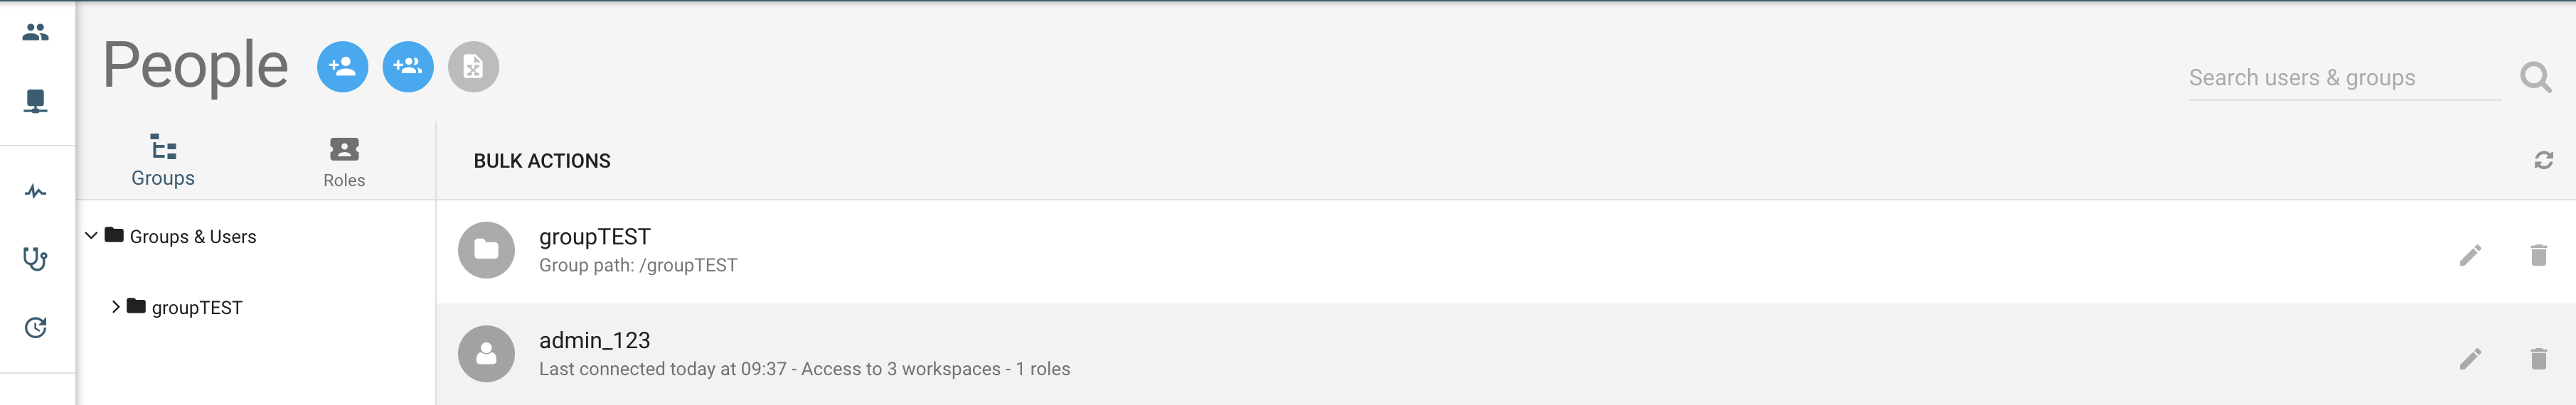 People
Search users & groups
Groups
Roles
BULK ACTIONS
Groups & Users
groupTEST
groupTEST
Group path: /groupTEST
admin_123
Last connected today at 09:37 - Access to 3 workspaces - 1 roles